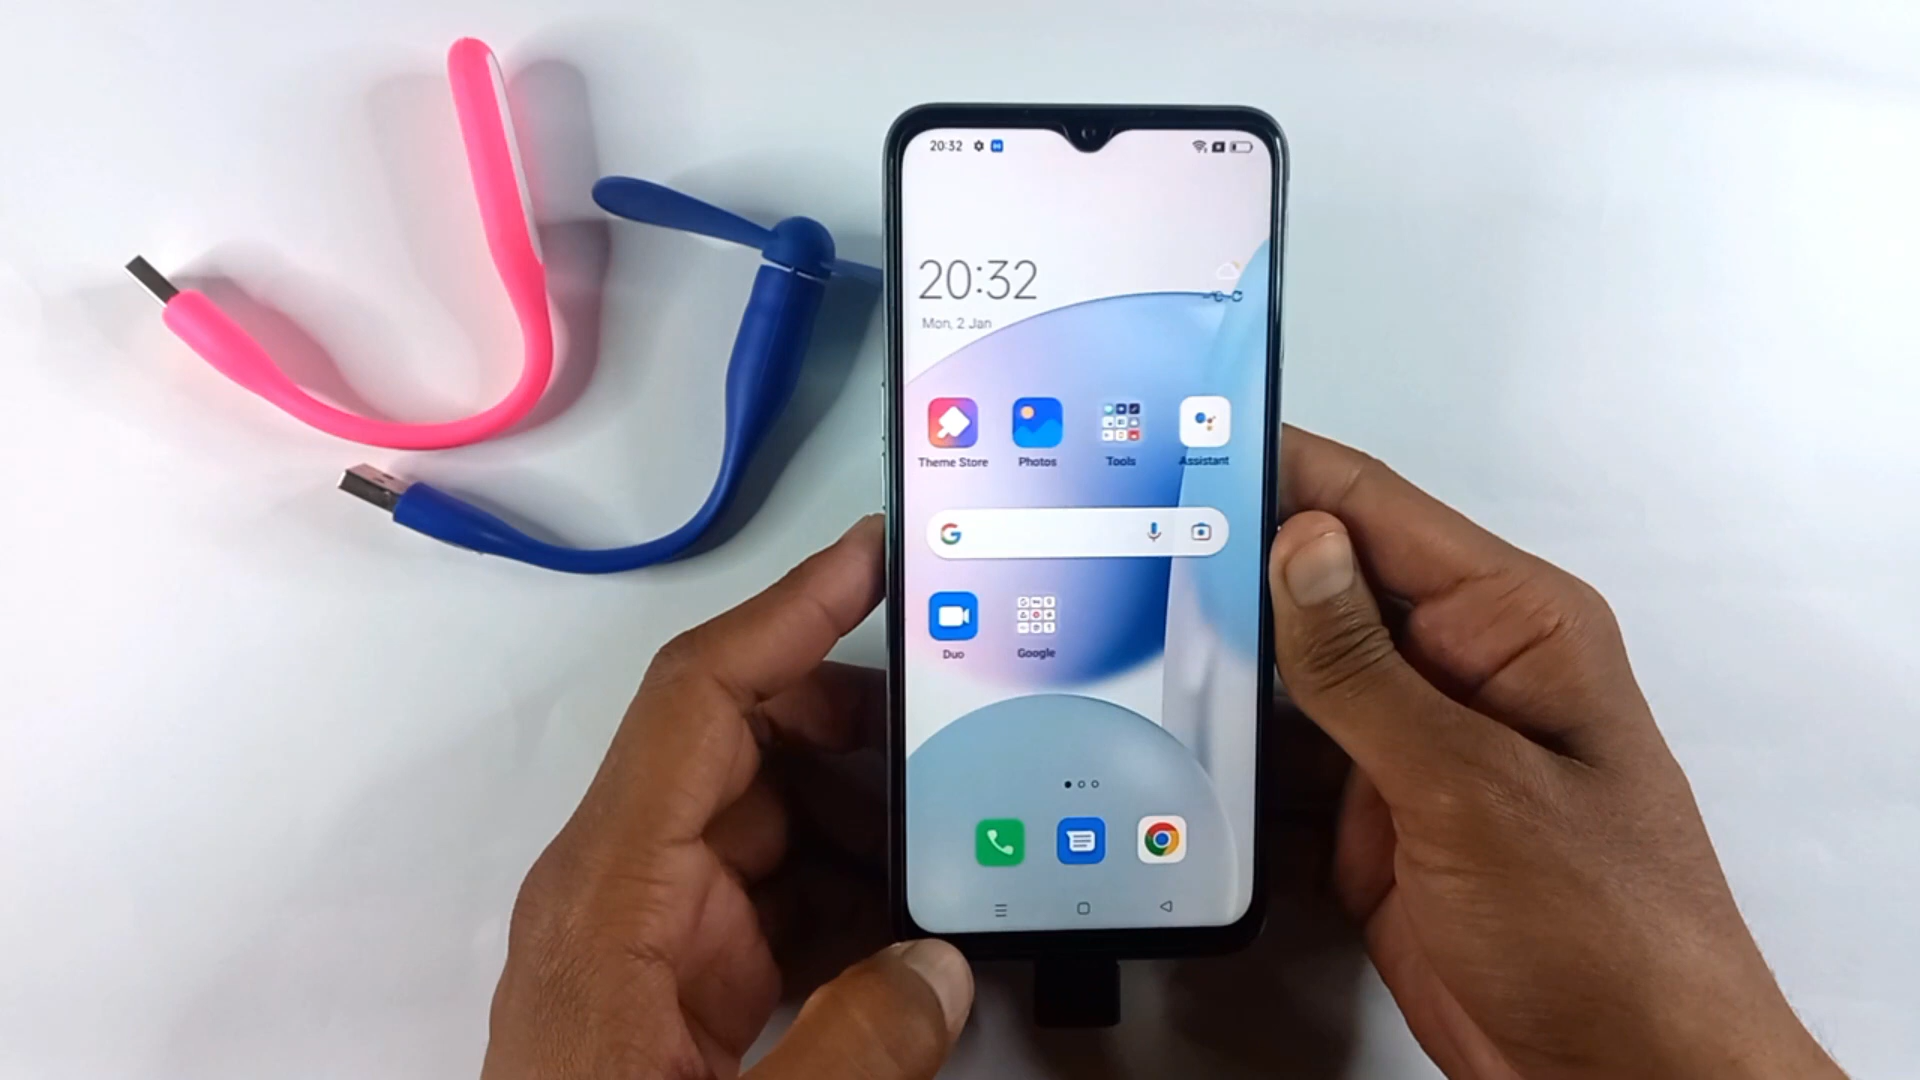 20:32
20:32
Mon, 2 Jan
Theme Store Photos Tools Assistant
Duo Google